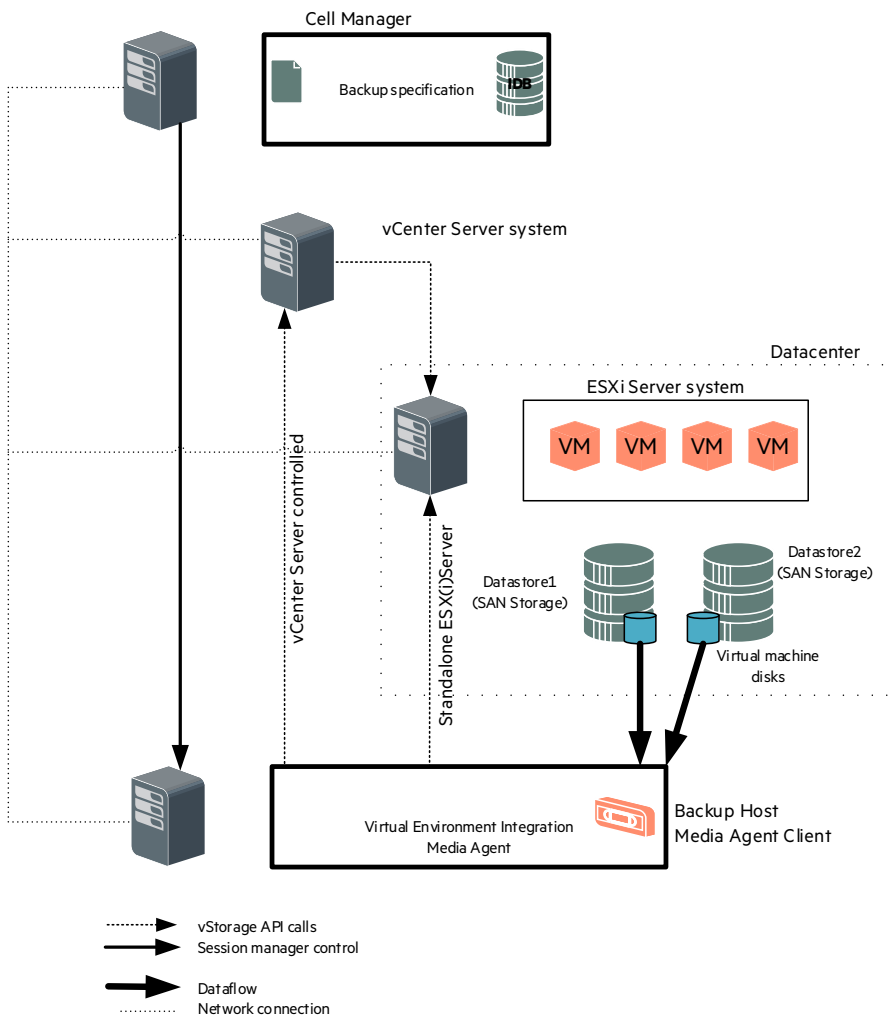 Cell Manager
Backup specification
IDB
vCenter Server system
Datacenter
ESXi Server system
VM
VM
VM
VM
vCenter Server controlled
Standalone ESX(i)Server
Datastore1
(SAN Storage)
Datastore2
(SAN Storage)
Virtual machine
disks
Virtual Environment Integration
Media Agent
Backup Host
Media Agent Client
vStorage API calls
Session manager control
Dataflow
Network connection